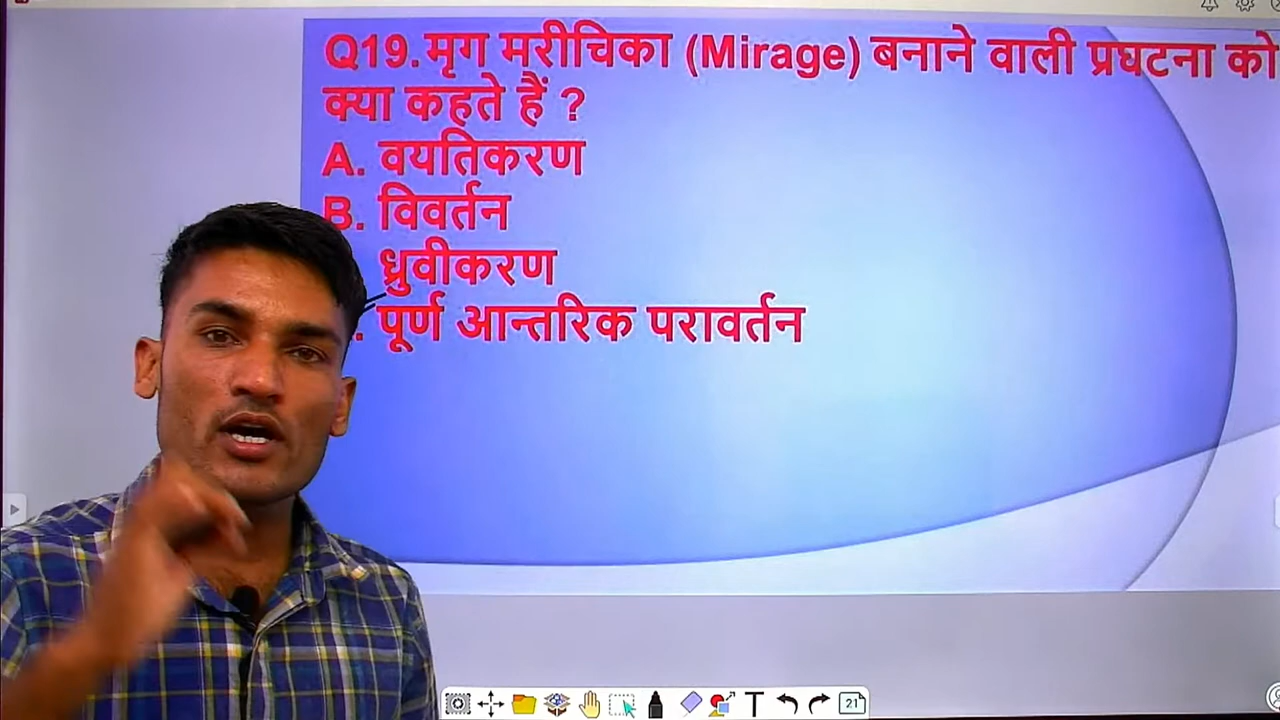 Q19.मृग मरीचिका (Mirage) बनाने वाली प्रघटना को
क्या कहते हैं ?
A. वयतिकरण
B. विवर्तन
ध्रुवीकरण
पूर्ण आन्तरिक परावर्तन
T 21